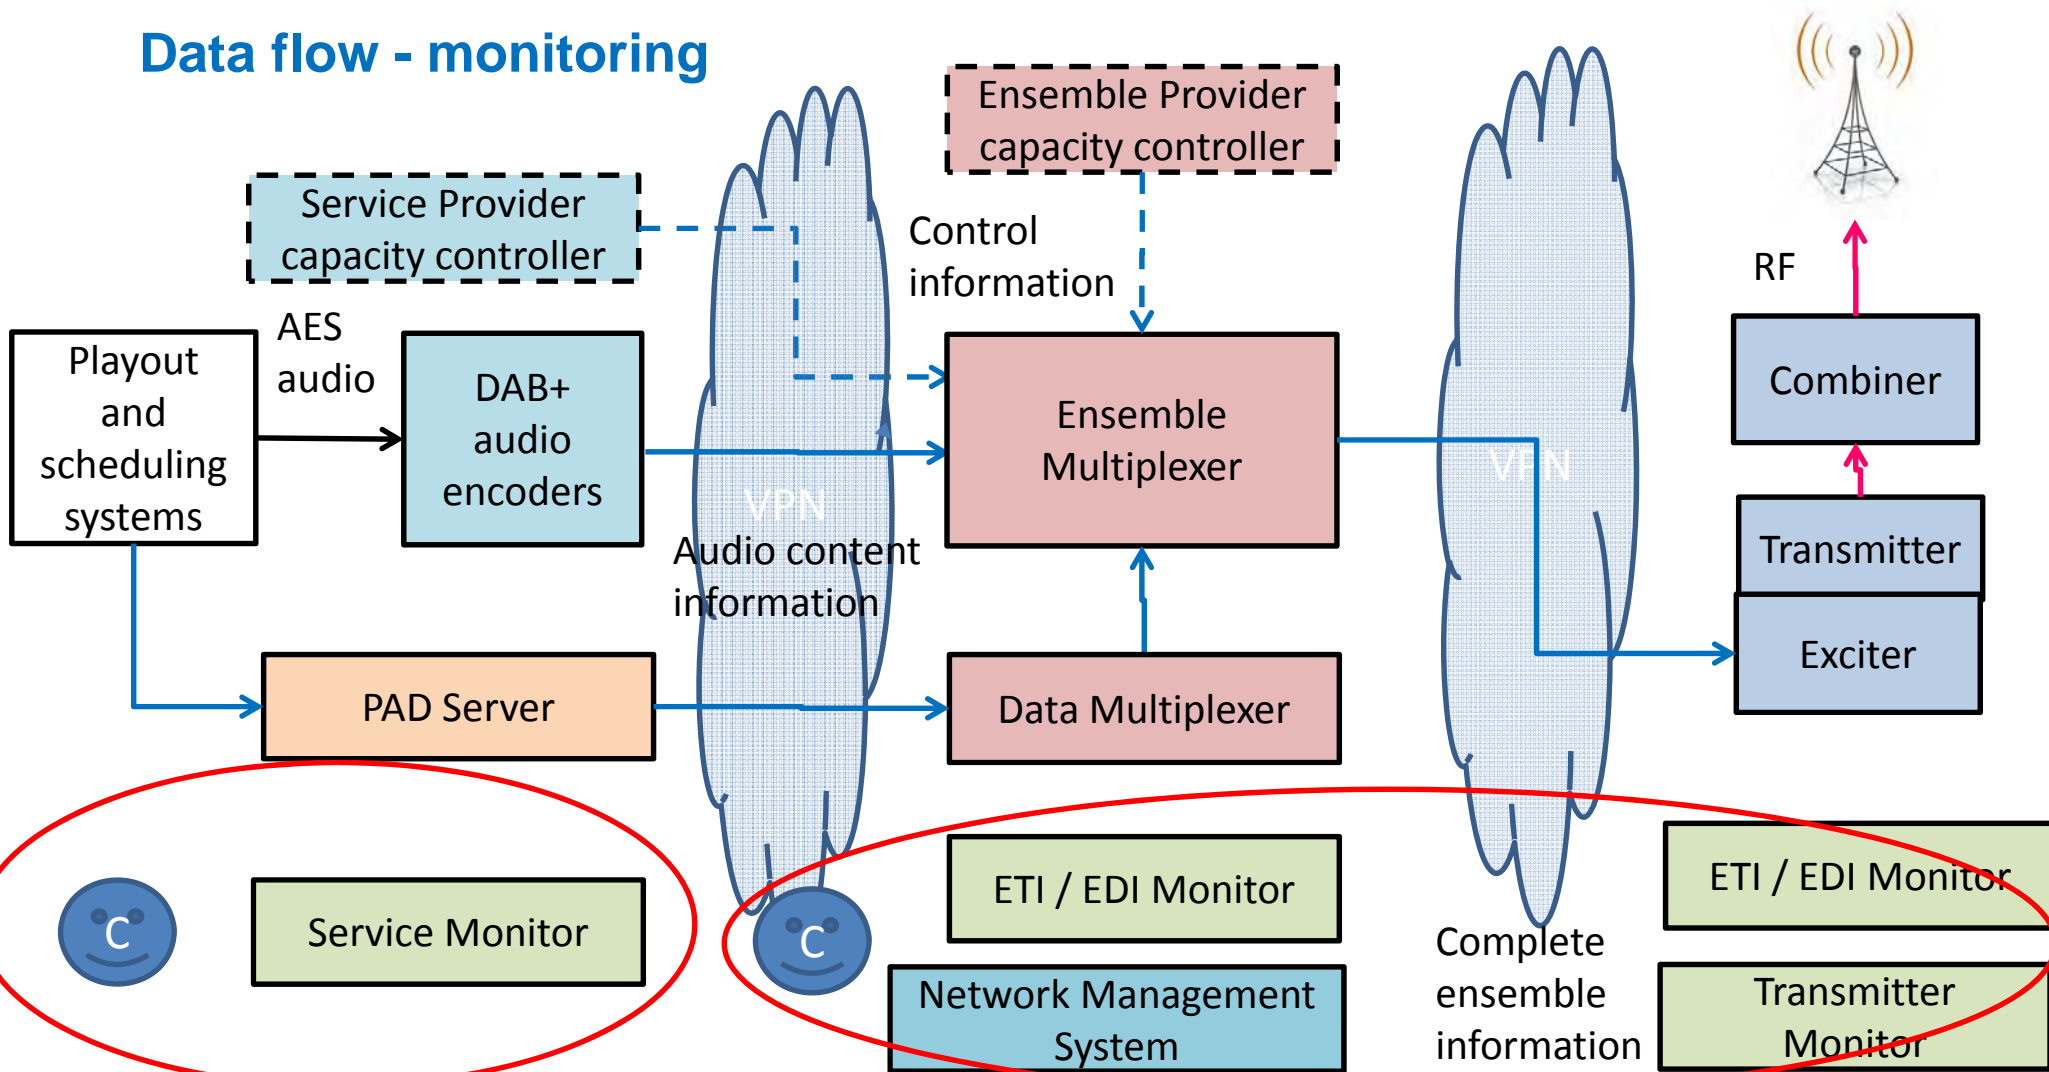 Data flow - monitoring
Ensemble Provider
capacity controller
Service Provider
capacity controller
Control
information
RF
AES
audio
Playout
and
scheduling
systems
DAB+
audio
encoders
Ensemble
Multiplexer
Combiner
VPN
VPN
Audio content
information
Transmitter
Exciter
PAD Server
Data Multiplexer
C
Service Monitor
C
ETI / EDI Monitor
ETI / EDI Monitor
Network Management
System
Complete
ensemble
information
Transmitter
Monitor